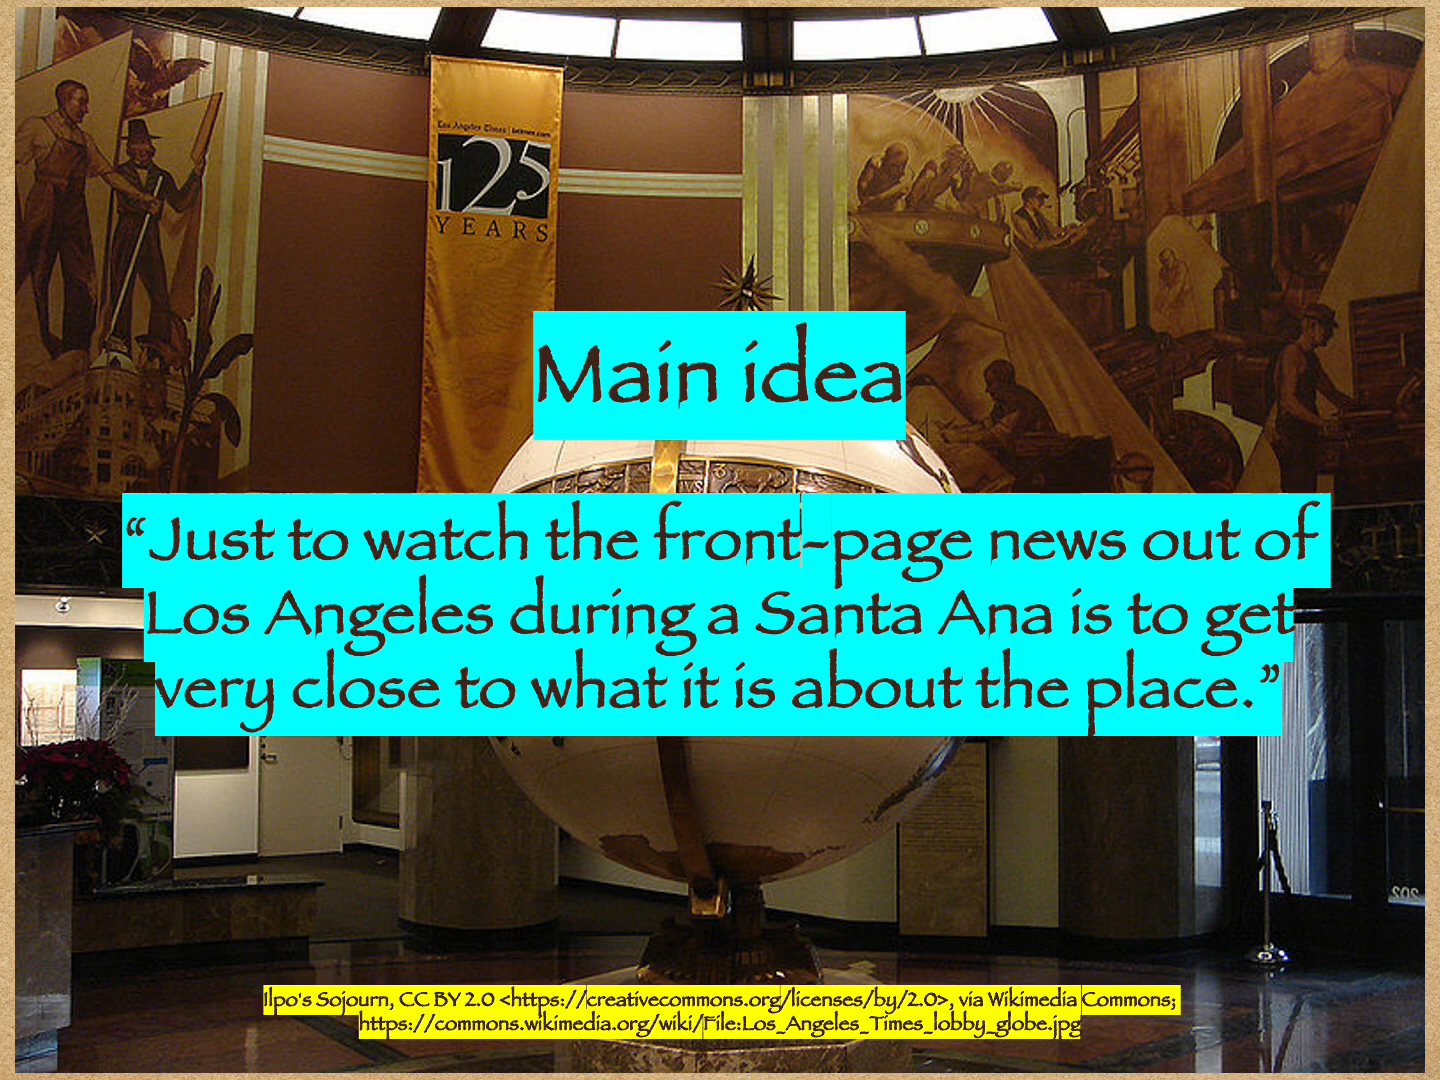 Los Angeles Times | latimes.com
125
YEARS
Main idea
“Just to watch the front-page news out of
Los Angeles during a Santa Ana is to get
very close to what it is about the place.”
Ilpo's Sojourn, CC BY 2.0 <https://creativecommons.org/licenses/by/2.0>, via Wikimedia Commons;
https://commons.wikimedia.org/wiki/File:Los_Angeles_Times_lobby_globe.jpg